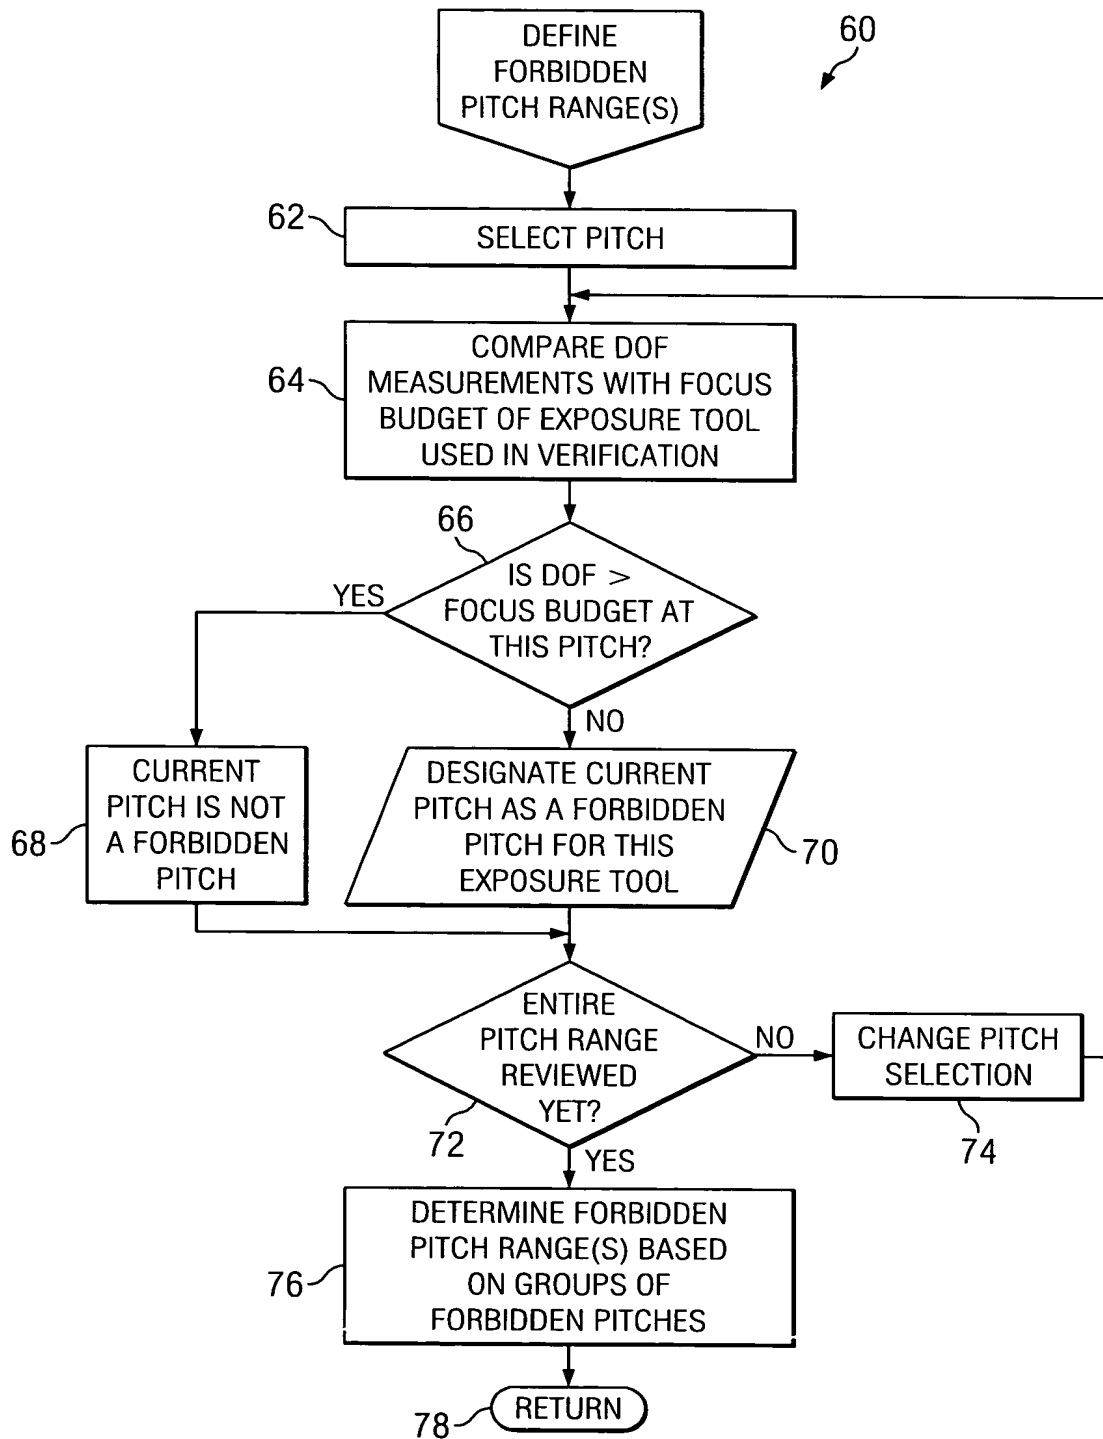 DEFINE
FORBIDDEN
PITCH RANGE(S)
60
62
SELECT PITCH
64
COMPARE DOF
MEASUREMENTS WITH FOCUS
BUDGET OF EXPOSURE TOOL
USED IN VERIFICATION
66
IS DOF >
FOCUS BUDGET AT
THIS PITCH?
YES
NO
68
CURRENT
PITCH IS NOT
A FORBIDDEN
PITCH
DESIGNATE CURRENT
PITCH AS A FORBIDDEN
PITCH FOR THIS
EXPOSURE TOOL
70
ENTIRE
PITCH RANGE
REVIEWED
YET?
72
NO
CHANGE PITCH
SELECTION
74
YES
76
DETERMINE FORBIDDEN
PITCH RANGE(S) BASED
ON GROUPS OF
FORBIDDEN PITCHES
78
RETURN